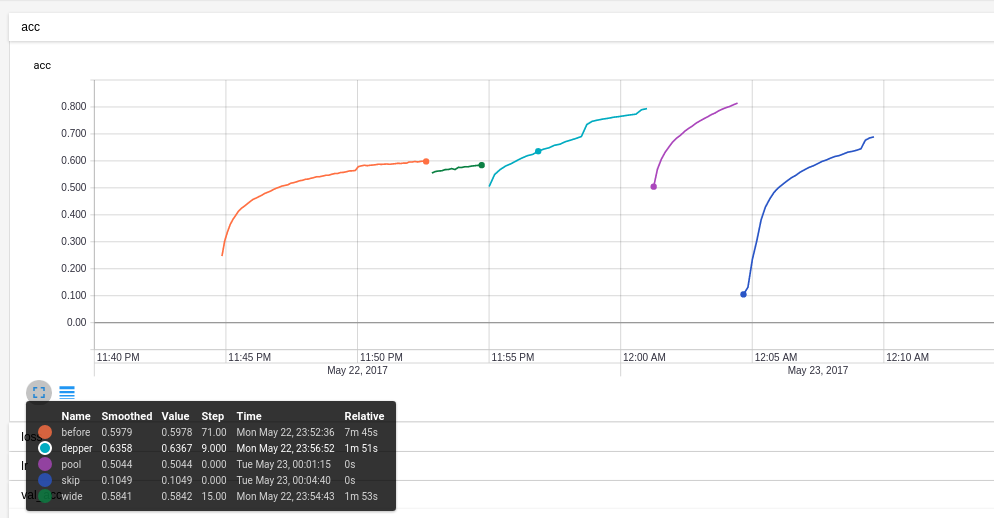 acc
acc
0.800
0.700
0.600
0.500
0.400
0.300
0.200
0.100
0.00
11:40 PM 11:45 PM 11:50 PM 11:55 PM 12:00 AM 12:05 AM 12:10 AM
May 22, 2017 May 23, 2017
Name Smoothed Value Step Time Relative
loss
before 0.5979 0.5978 71.00 Mon May 22, 23:52:36 7m 45s
depper 0.6358 0.6367 9.000 Mon May 22, 23:56:52 1m 51s
pool 0.5044 0.5044 0.000 Tue May 23, 00:01:15 0s
skip 0.1049 0.1049 0.000 Tue May 23, 00:04:40 0s
wide 0.5841 0.5842 15.00 Mon May 22, 23:54:43 1m 53s